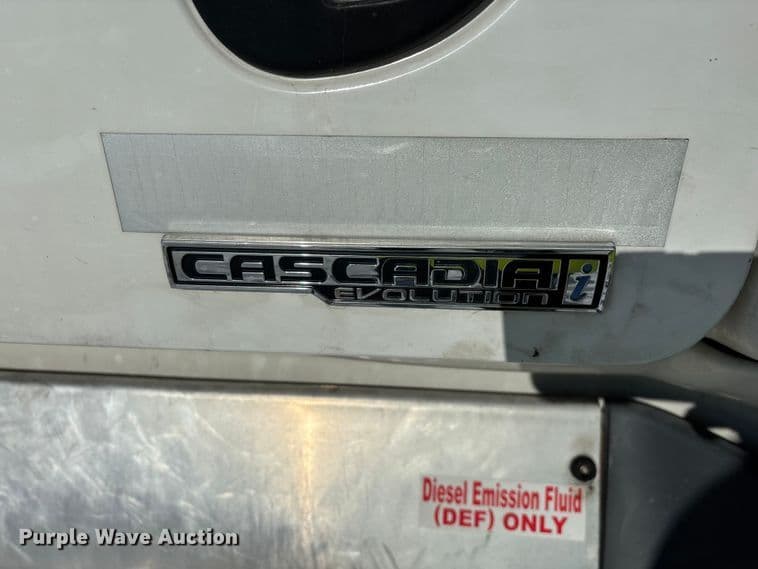 CASCADIA i
EVOLUTION
Diesel Emission Fluid
(DEF) ONLY
Purple Wave Auction